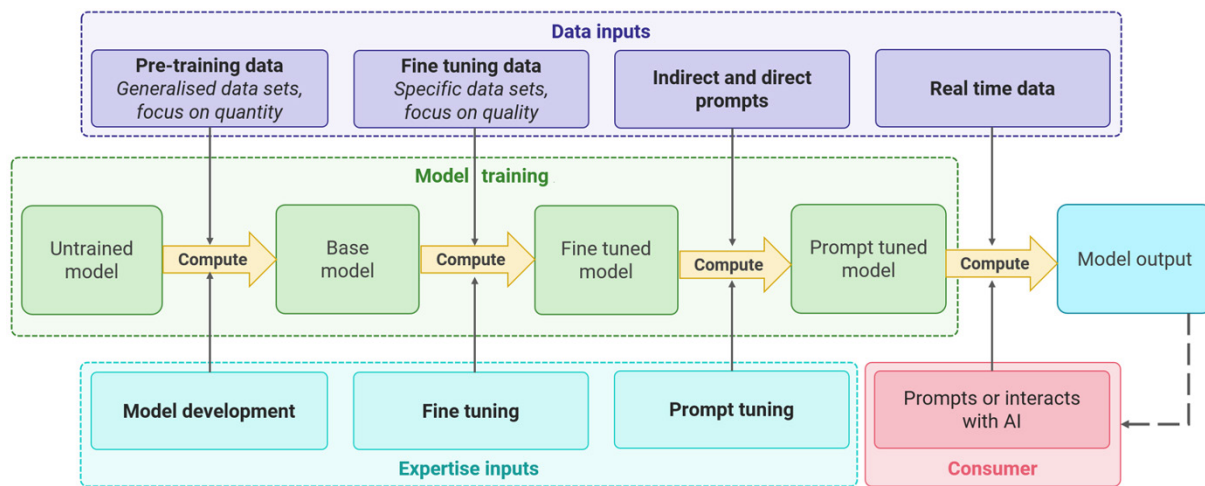 Data inputs
Pre-training data
Generalised data sets,
focus on quantity
Fine tuning data
Specific data sets,
focus on quality
Indirect and direct
prompts
Real time data
Model training
Untrained
model
Compute
Base
model
Compute
Fine tuned
model
Compute
Prompt tuned
model
Compute
Model output
Model development
Fine tuning
Prompt tuning
Expertise inputs
Prompts or interacts
with AI
Consumer